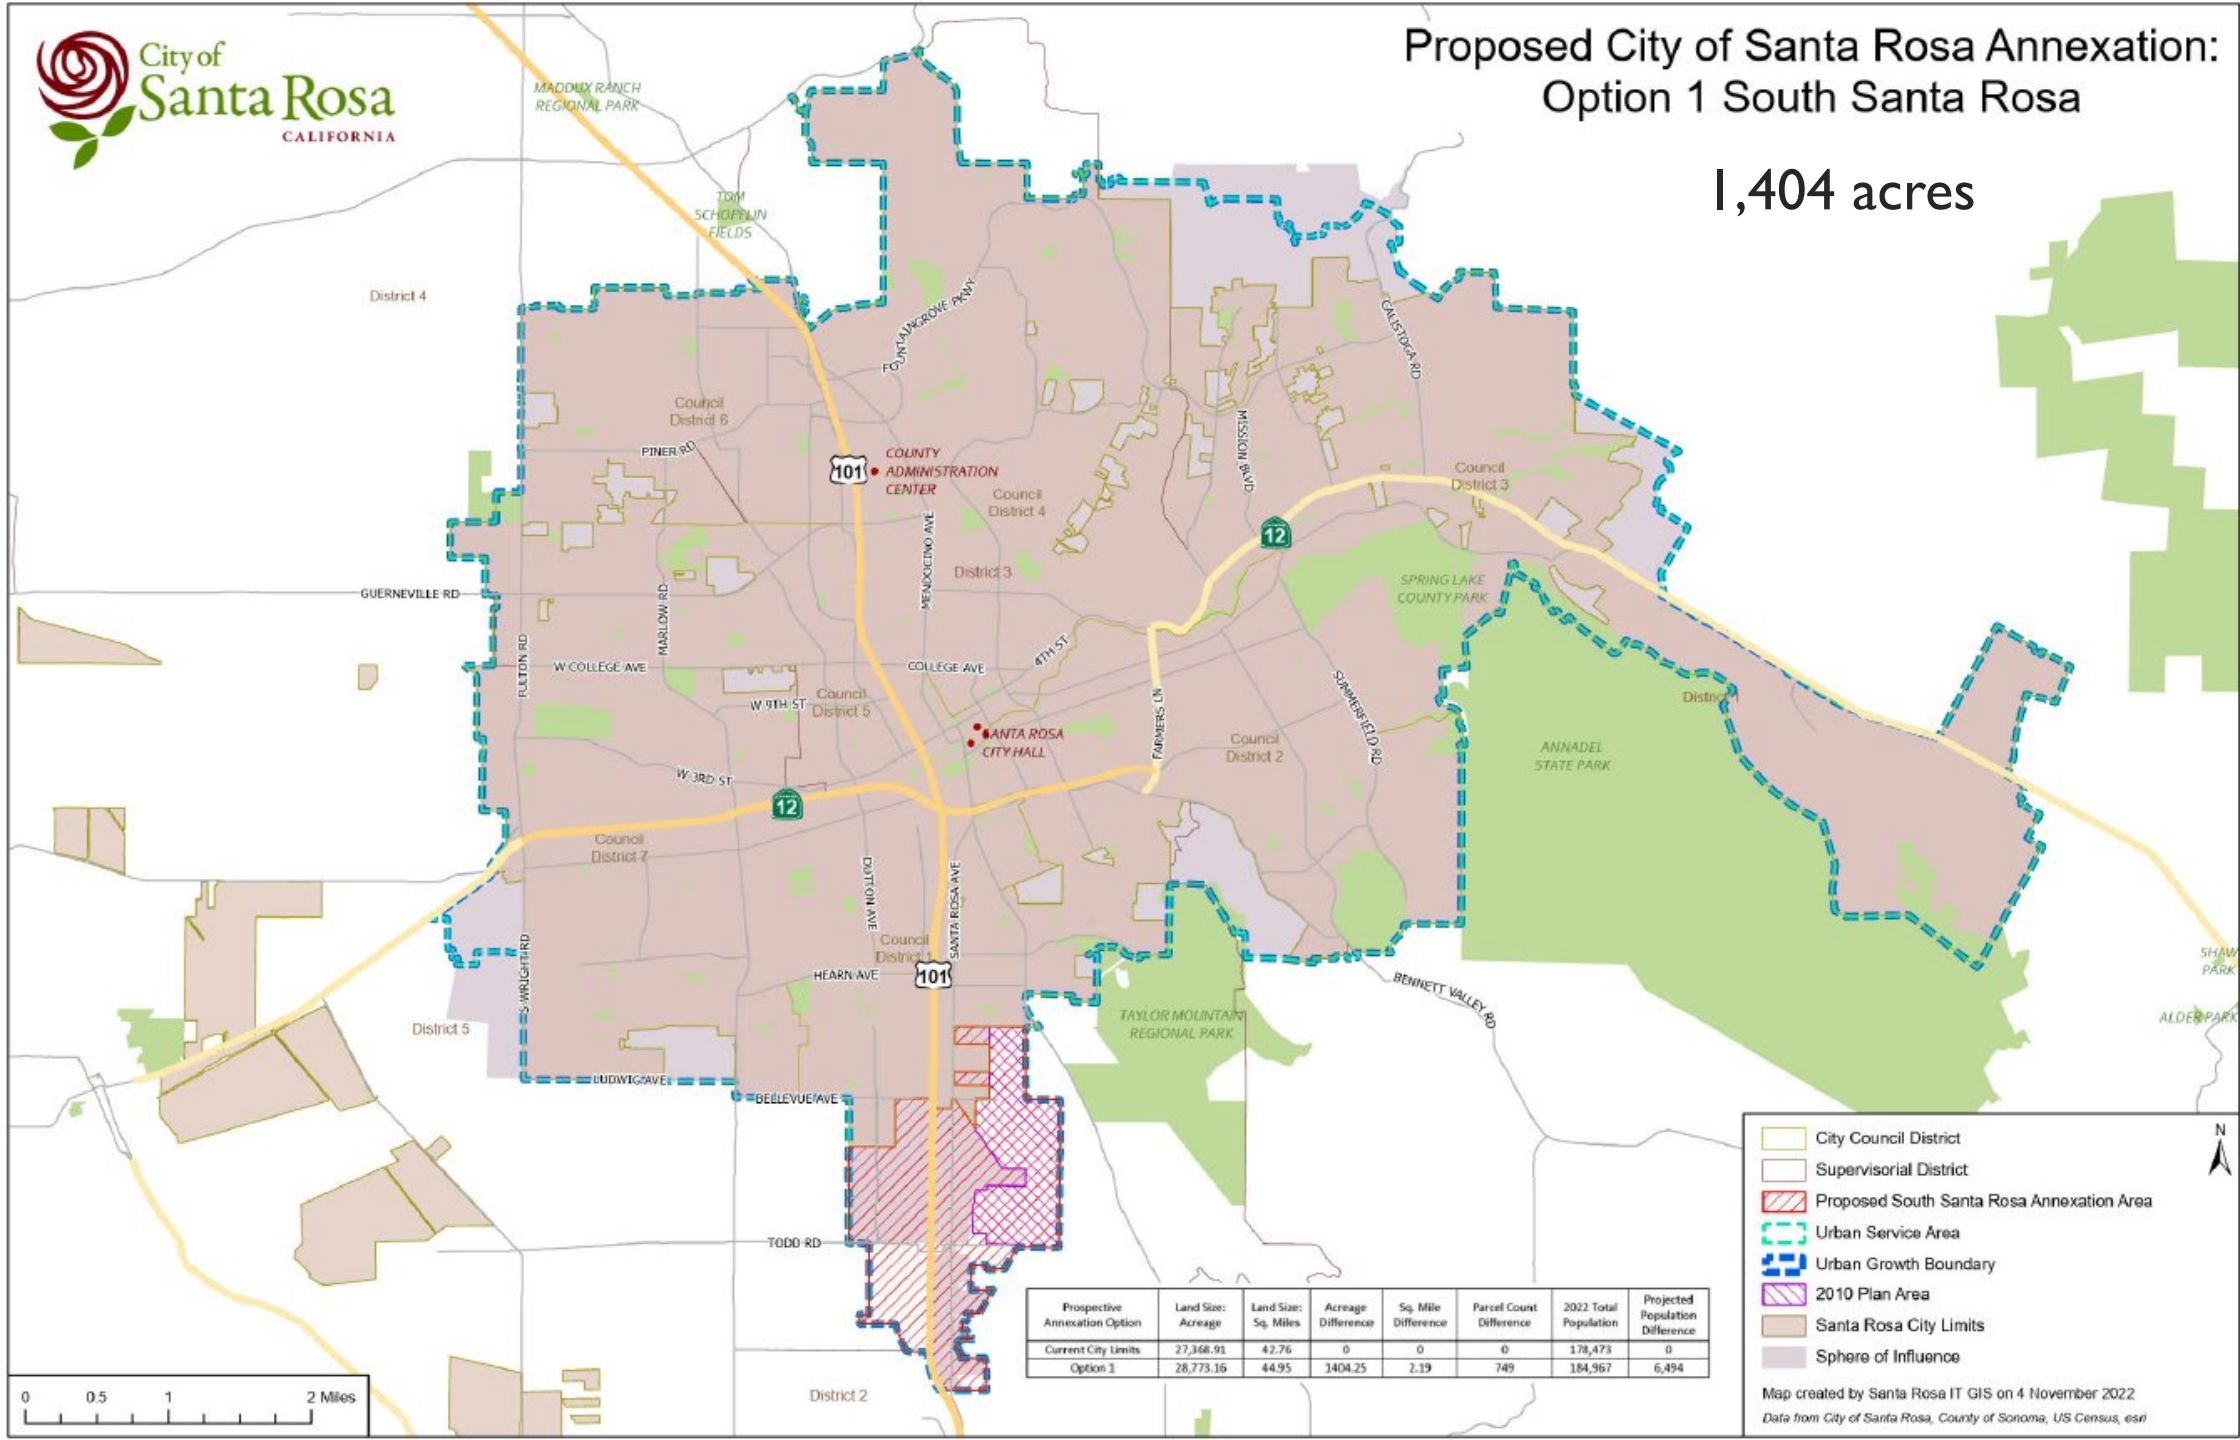 City of
Santa Rosa
CALIFORNIA
Proposed City of Santa Rosa Annexation:
Option 1 South Santa Rosa
1,404 acres
MADDUX RANCH
REGIONAL PARK
TOM
SCHOPFLIN
FIELDS
District 4
FOUNTAINGROVE PKWY
CALISTOGA RD
Council
District 6
PINER RD
101
COUNTY
ADMINISTRATION
CENTER
Council
District 4
MISSION BLVD
Council
District 3
12
MENDOCINO AVE
District 3
SPRING LAKE
COUNTY PARK
GUERNEVILLE RD
MARLOW RD
FULTON RD
W COLLEGE AVE
COLLEGE AVE
4TH ST
W 9TH ST
Council
District 5
FARMERS LN
SUMMERFIELD RD
District 1
SANTA ROSA
CITY HALL
Council
District 2
ANNADEL
STATE PARK
W 3RD ST
12
Council
District 7
DUTTON AVE
SANTA ROSA AVE
Council
District 1
HEARN AVE
101
S WRIGHT RD
BENNETT VALLEY RD
SHAW
PARK
TAYLOR MOUNTAIN
REGIONAL PARK
ALDER PARK
District 5
LUDWIG AVE
BELLEVUE AVE
TODD RD
District 2
Prospective Annexation Option Land Size: Acreage Land Size: Sq. Miles Acreage Difference Sq. Mile Difference Parcel Count Difference 2022 Total Population Projected Population Difference
Current City Limits 27,368.91 42.76 0 0 0 178,473 0
Option 1 28,773.16 44.95 1404.25 2.19 749 184,967 6,494
N
City Council District
Supervisorial District
Proposed South Santa Rosa Annexation Area
Urban Service Area
Urban Growth Boundary
2010 Plan Area
Santa Rosa City Limits
Sphere of Influence
Map created by Santa Rosa IT GIS on 4 November 2022
Data from City of Santa Rosa, County of Sonoma, US Census, esri
0 0.5 1 2 Miles